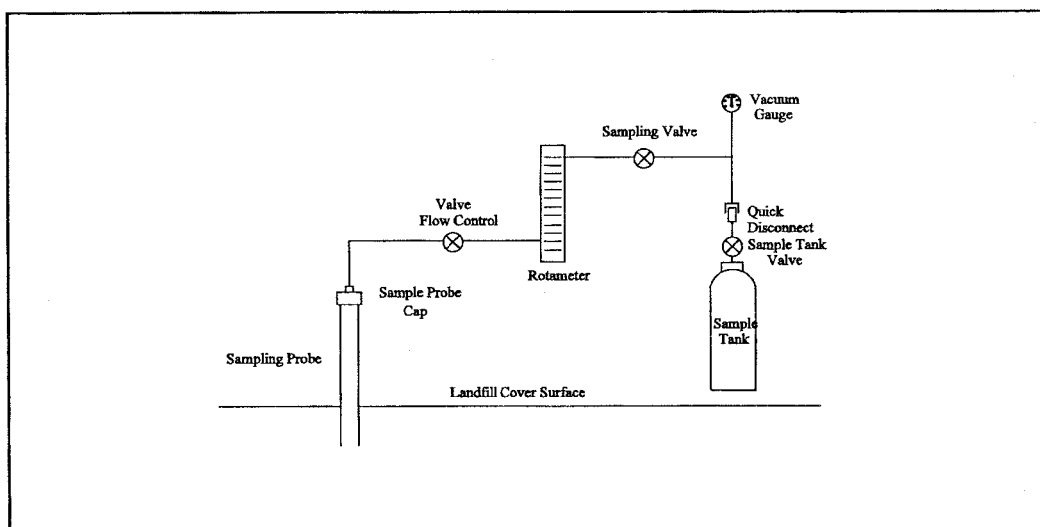 Vacuum
Gauge
Sampling Valve
Valve
Flow Control
Quick
Disconnect
Sample Tank
Valve
Rotameter
Sample Probe
Cap
Sample
Tank
Sampling Probe
Landfill Cover Surface